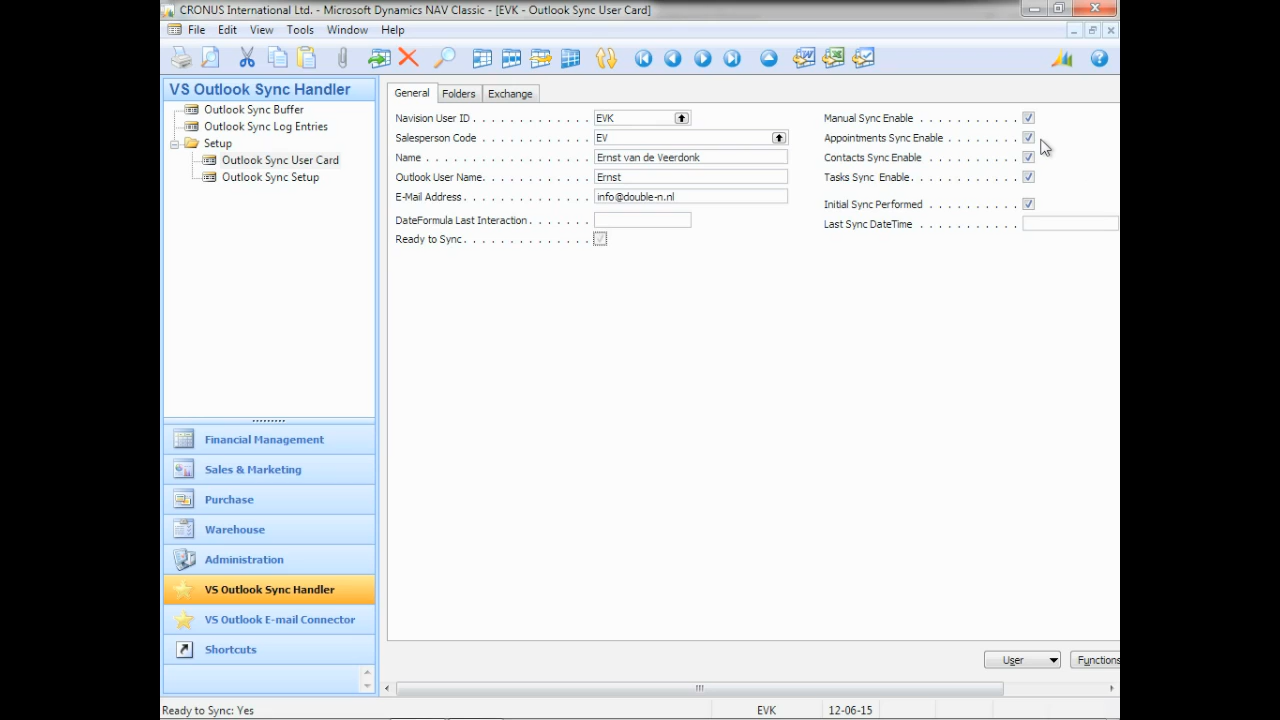 CRONUS International Ltd. - Microsoft Dynamics NAV Classic - [EVK - Outlook Sync User Card]
File Edit View Tools Window Help
VS Outlook Sync Handler
Outlook Sync Buffer
Outlook Sync Log Entries
Setup
Outlook Sync User Card
Outlook Sync Setup
Financial Management
Sales & Marketing
Purchase
Warehouse
Administration
VS Outlook Sync Handler
VS Outlook E-mail Connector
Shortcuts
General Folders Exchange
Navision User ID . . . . . . . . . . . . EVK
Salesperson Code . . . . . . . . . . . . EV
Name . . . . . . . . . . . . . . . . . Ernst van de Veerdonk
Outlook User Name. . . . . . . . . . . Ernst
E-Mail Address . . . . . . . . . . . . . info@double-n.nl
DateFormula Last Interaction . . . . . . .
Ready to Sync. . . . . . . . . . . . . .
Manual Sync Enable . . . . . . . . . .
Appointments Sync Enable . . . . . . .
Contacts Sync Enable . . . . . . . . .
Tasks Sync Enable. . . . . . . . . . .
Initial Sync Performed . . . . . . . . .
Last Sync DateTime . . . . . . . . . .
User Functions
Ready to Sync: Yes EVK 12-06-15